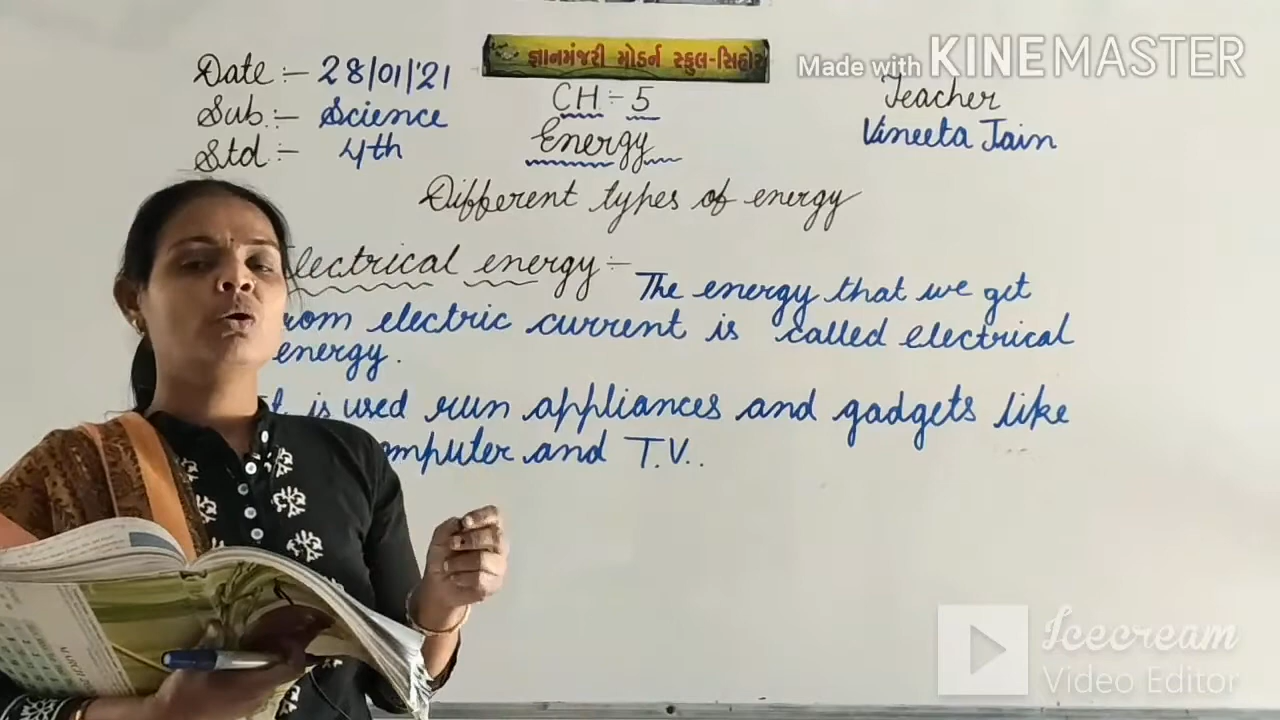 જ્ઞાનમંજરી મોડર્ન સ્કુલ-સિહોર
Made with KINEMASTER
Date :- 28/01/'21
Sub :- Science
Std :- 4th
CH :- 5
Energy
Teacher
Vineeta Jain
Different types of energy
lectrical energy :- The energy that we get
rom electric current is called electrical
energy.
t is used run appliances and gadgets like
mputer and T.V..
Icecream
Video Editor